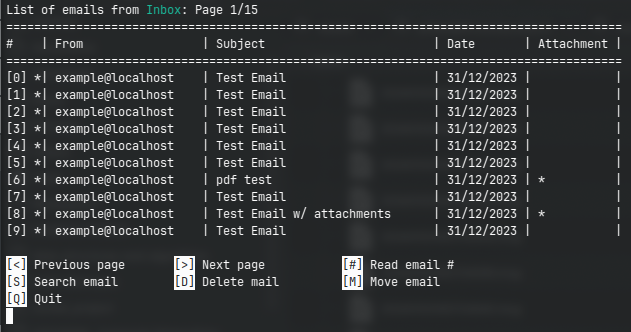 List of emails from Inbox: Page 1/15
================================================================================
#    | From                | Subject                     | Date       | Attachment |
================================================================================
[0] *| example@localhost   | Test Email                  | 31/12/2023 |            |
[1] *| example@localhost   | Test Email                  | 31/12/2023 |            |
[2] *| example@localhost   | Test Email                  | 31/12/2023 |            |
[3] *| example@localhost   | Test Email                  | 31/12/2023 |            |
[4] *| example@localhost   | Test Email                  | 31/12/2023 |            |
[5] *| example@localhost   | Test Email                  | 31/12/2023 |            |
[6] *| example@localhost   | pdf test                    | 31/12/2023 | *          |
[7] *| example@localhost   | Test Email                  | 31/12/2023 |            |
[8] *| example@localhost   | Test Email w/ attachments   | 31/12/2023 | *          |
[9] *| example@localhost   | Test Email                  | 31/12/2023 |            |
[<] Previous page       [>] Next page           [#] Read email #
[S] Search email        [D] Delete mail         [M] Move email
[Q] Quit